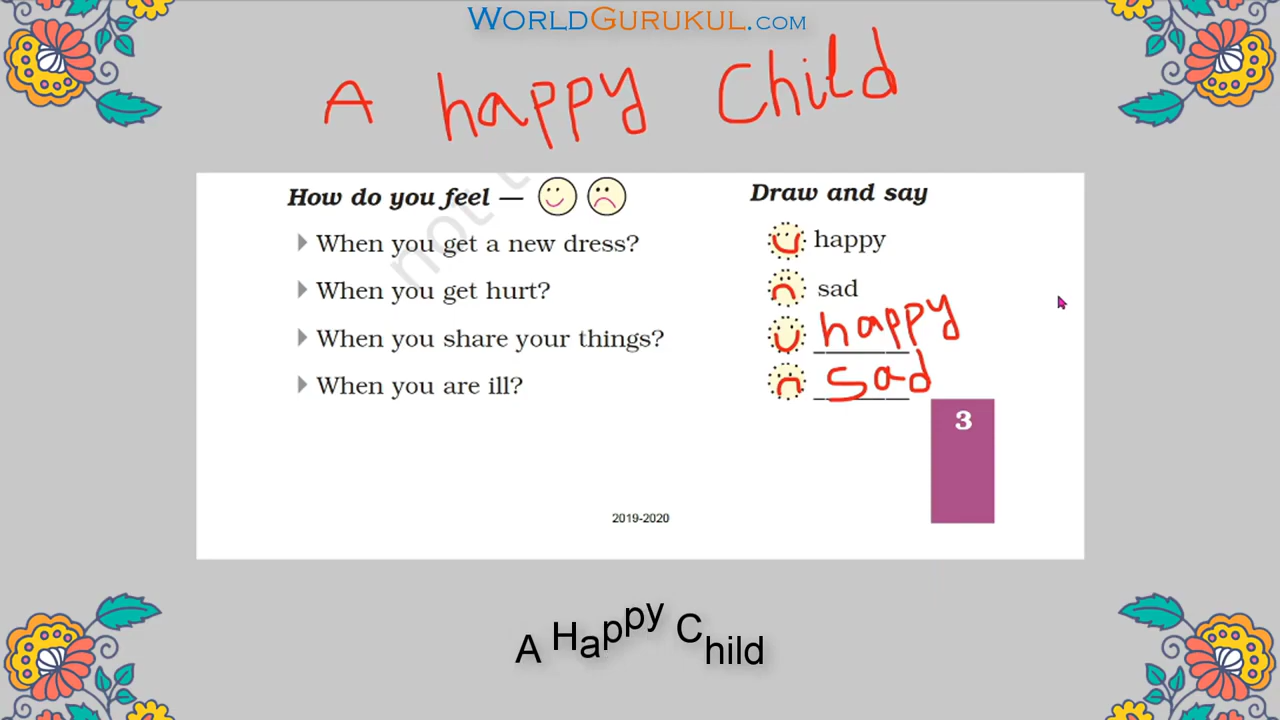 WORLDGURUKUL.COM
A happy Child
How do you feel —
When you get a new dress?
When you get hurt?
When you share your things?
When you are ill?
Draw and say
happy
sad
happy
sad
3
2019-2020
A Happy Child